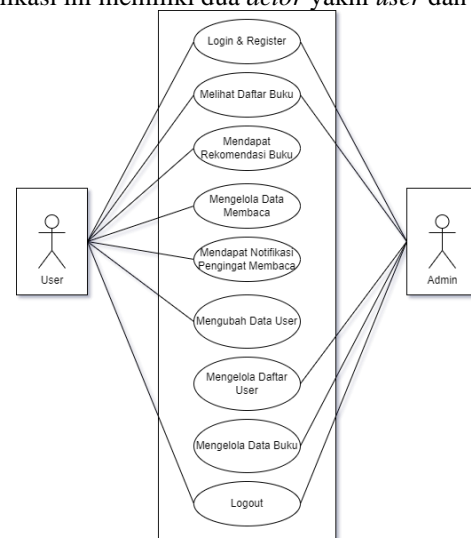 ikasi ini memiliki dua actor yakni user dan
Login & Register
Melihat Daftar Buku
Mendapat
Rekomendasi Buku
Mengelola Data
Membaca
Mendapat Notifikasi
Pengingat Membaca
User
Admin
Mengubah Data User
Mengelola Daftar
User
Mengelola Data Buku
Logout